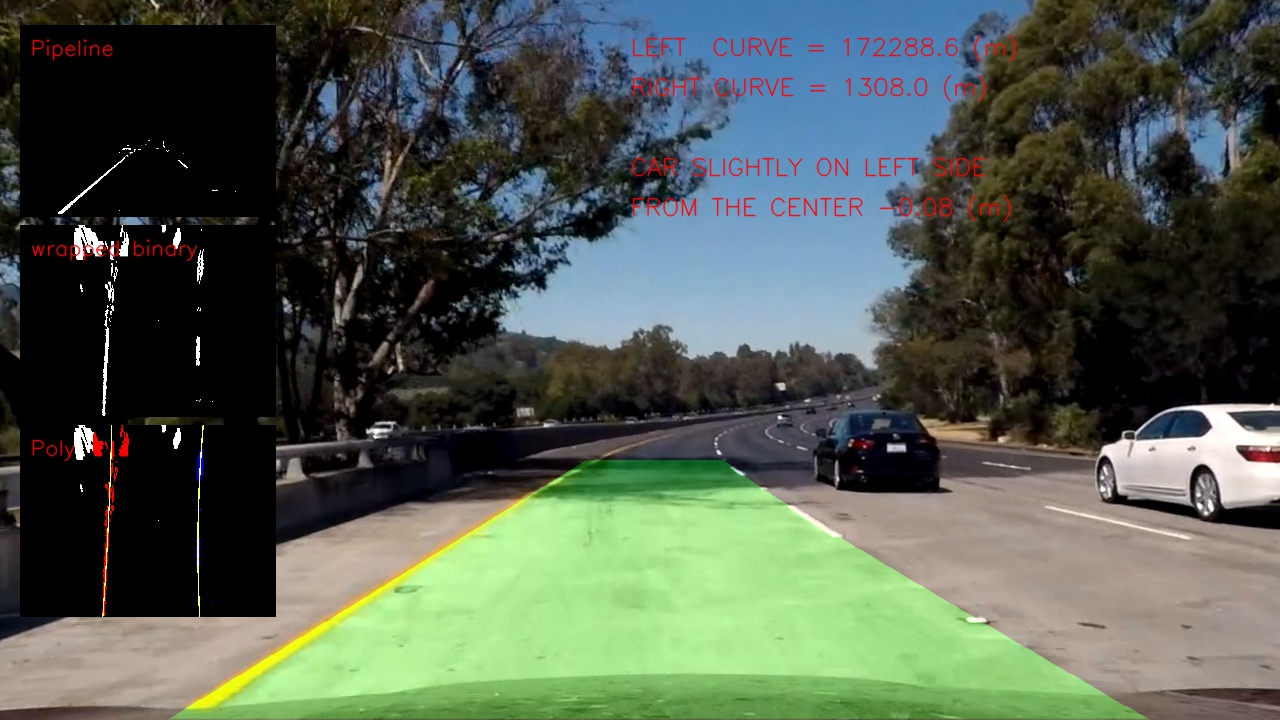 Pipeline
wrapped binary
Poly
LEFT CURVE = 172288.6 (m)
RIGHT CURVE = 1308.0 (m)
CAR SLIGHTLY ON LEFT SIDE
FROM THE CENTER -0.08 (m)